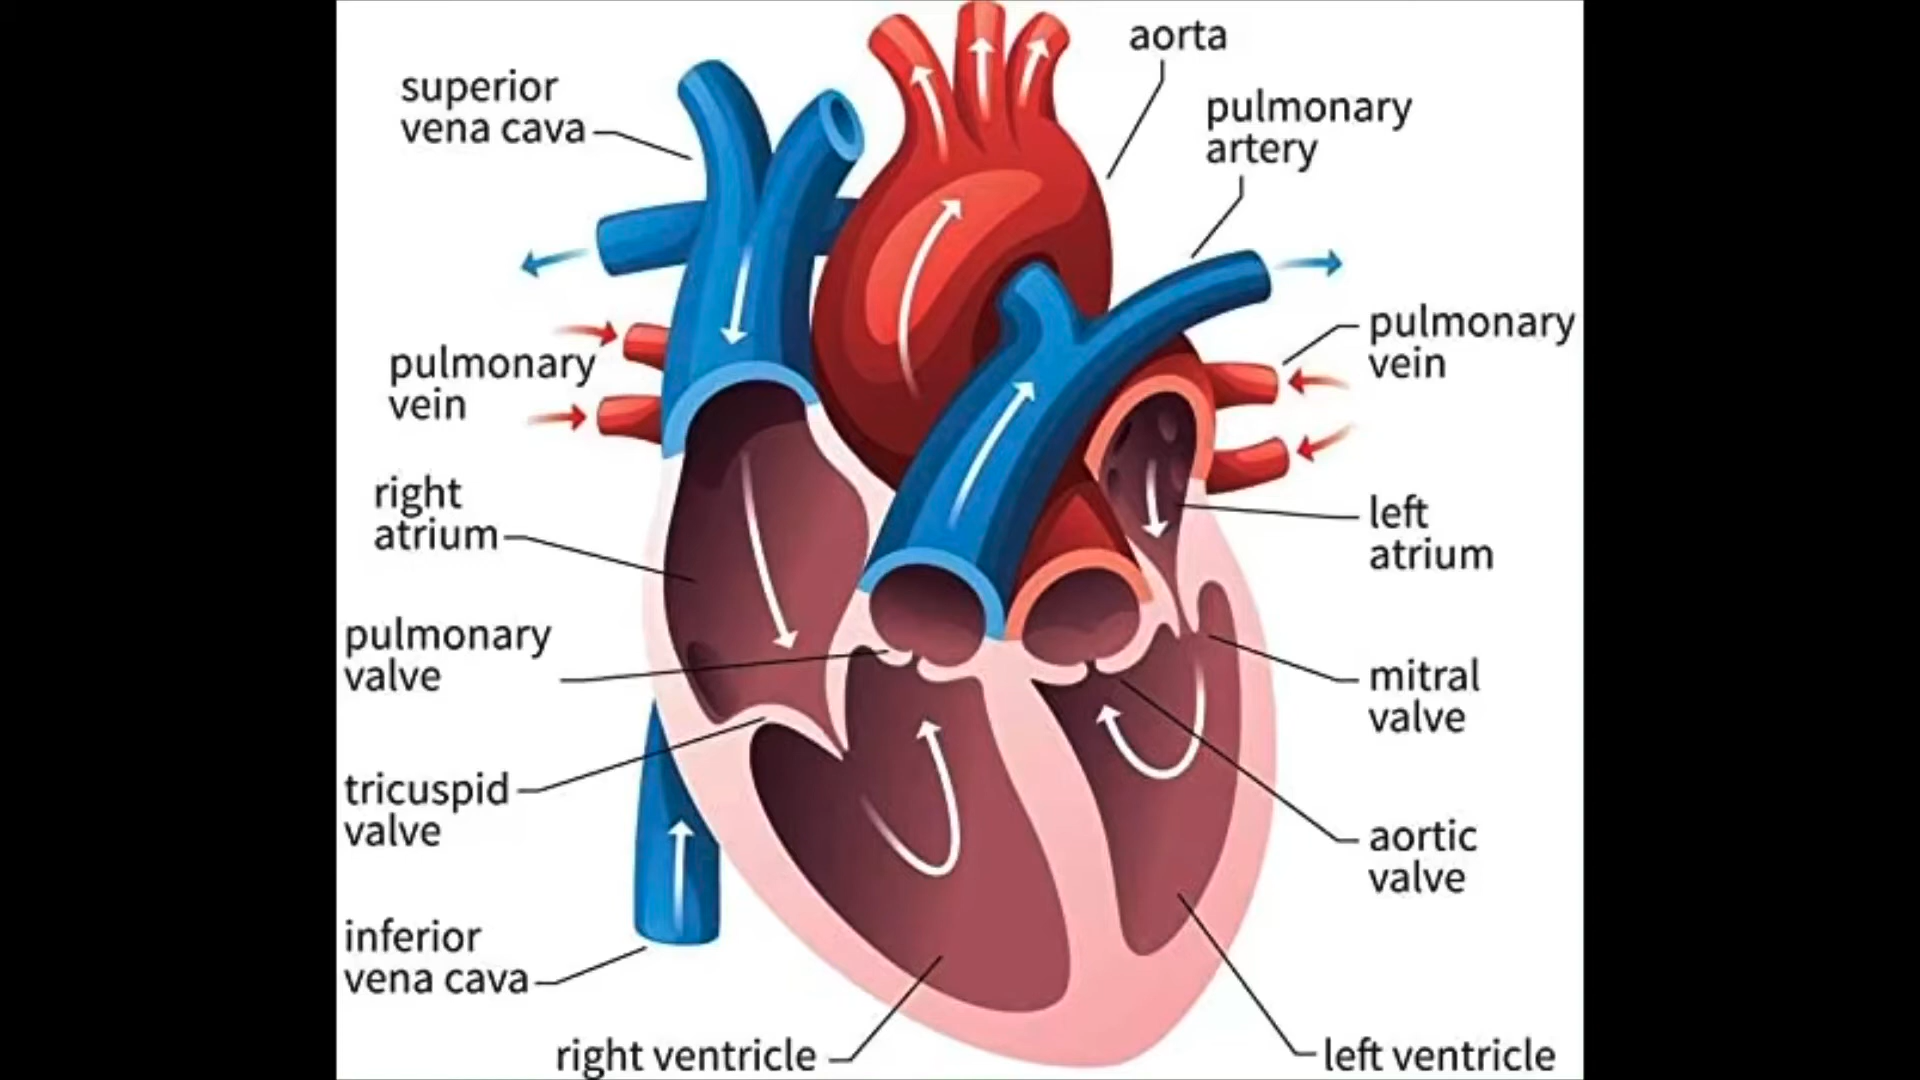 aorta
superior
vena cava
pulmonary
artery
pulmonary
vein
pulmonary
vein
right
atrium
left
atrium
pulmonary
valve
mitral
valve
tricuspid
valve
aortic
valve
inferior
vena cava
right ventricle
left ventricle